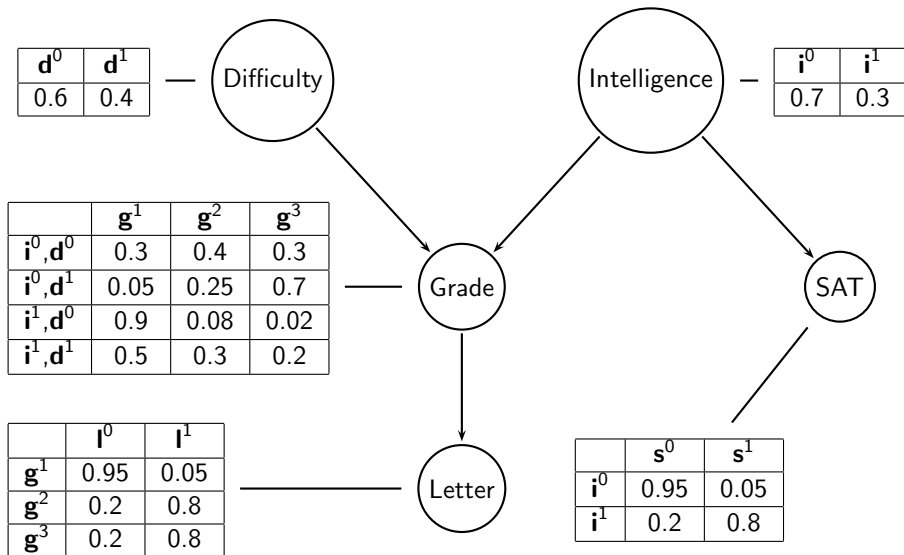 d⁰ d¹
0.6 0.4
Difficulty
Intelligence
i⁰ i¹
0.7 0.3
g¹ g² g³
i⁰,d⁰ 0.3 0.4 0.3
i⁰,d¹ 0.05 0.25 0.7
i¹,d⁰ 0.9 0.08 0.02
i¹,d¹ 0.5 0.3 0.2
Grade
SAT
l⁰ l¹
g¹ 0.95 0.05
g² 0.2 0.8
g³ 0.2 0.8
Letter
s⁰ s¹
i⁰ 0.95 0.05
i¹ 0.2 0.8